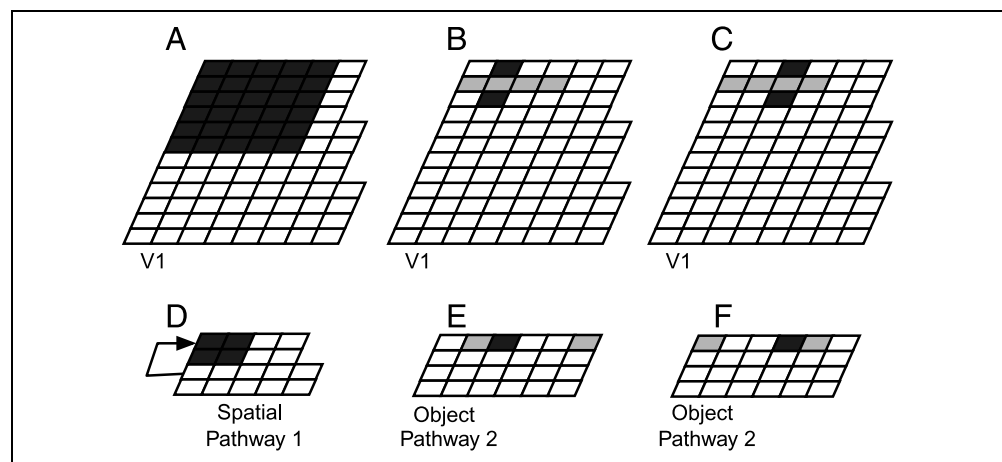 A
B
C
V1
V1
V1
D
E
F
Spatial
Pathway 1
Object
Pathway 2
Object
Pathway 2